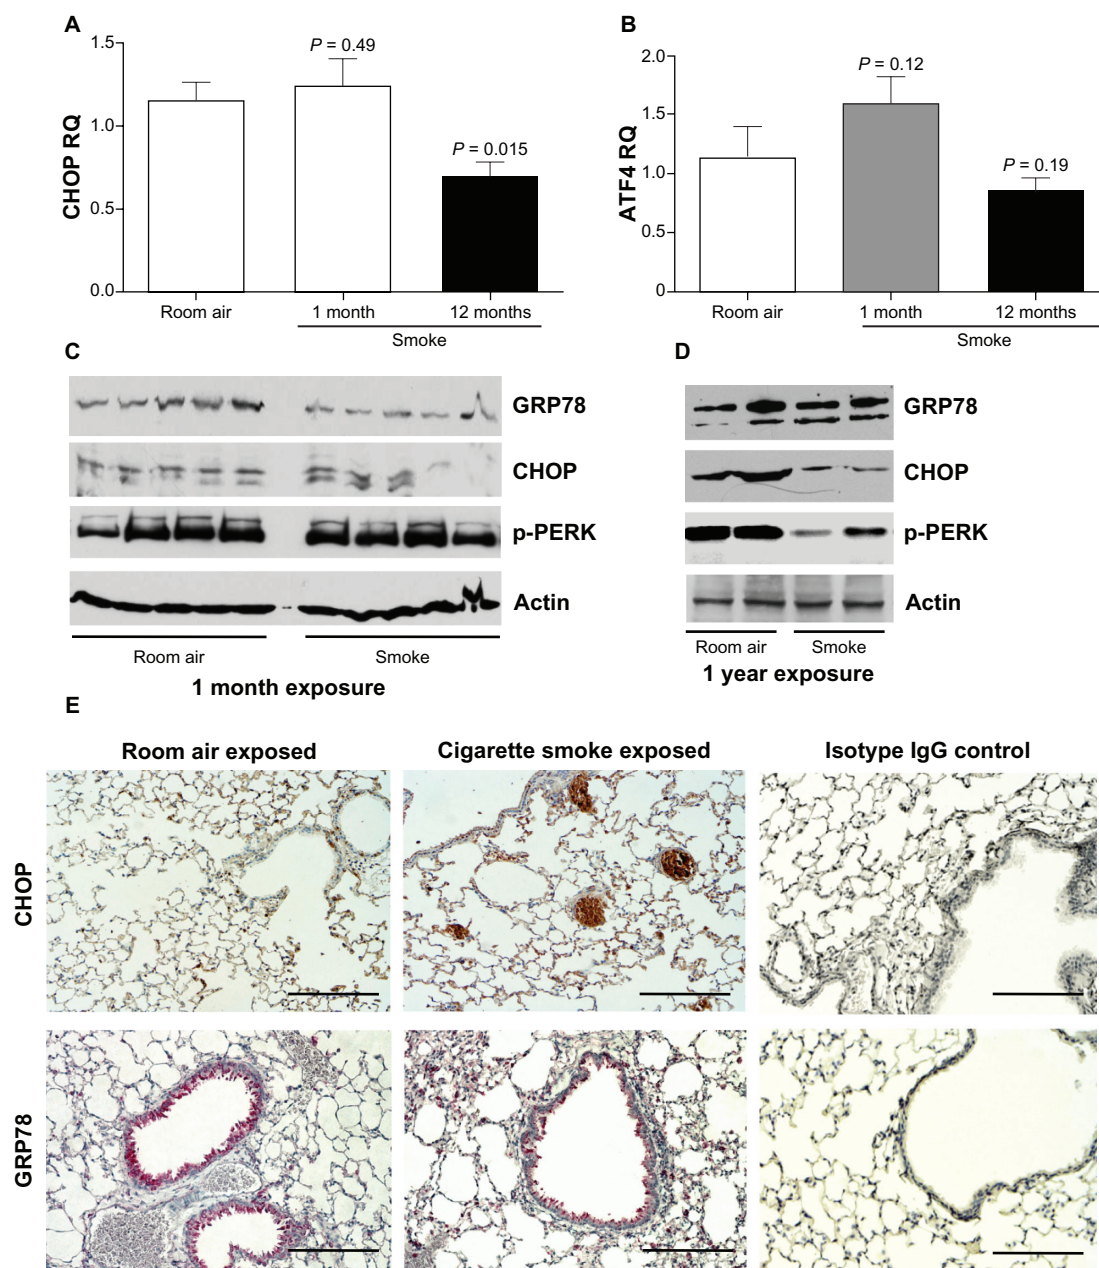 A
CHOP RQ
1.5
1.0
0.5
0.0
P = 0.49
P = 0.015
Room air
1 month
12 months
Smoke
B
ATF4 RQ
2.0
1.5
1.0
0.5
0
P = 0.12
P = 0.19
Room air
1 month
12 months
Smoke
C
GRP78
CHOP
p-PERK
Actin
Room air
Smoke
1 month exposure
D
GRP78
CHOP
p-PERK
Actin
Room air
Smoke
1 year exposure
E
Room air exposed
Cigarette smoke exposed
Isotype IgG control
CHOP
GRP78